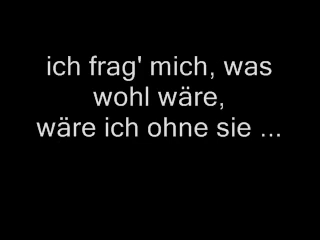 ich frag' mich, was
wohl wäre,
wäre ich ohne sie ...